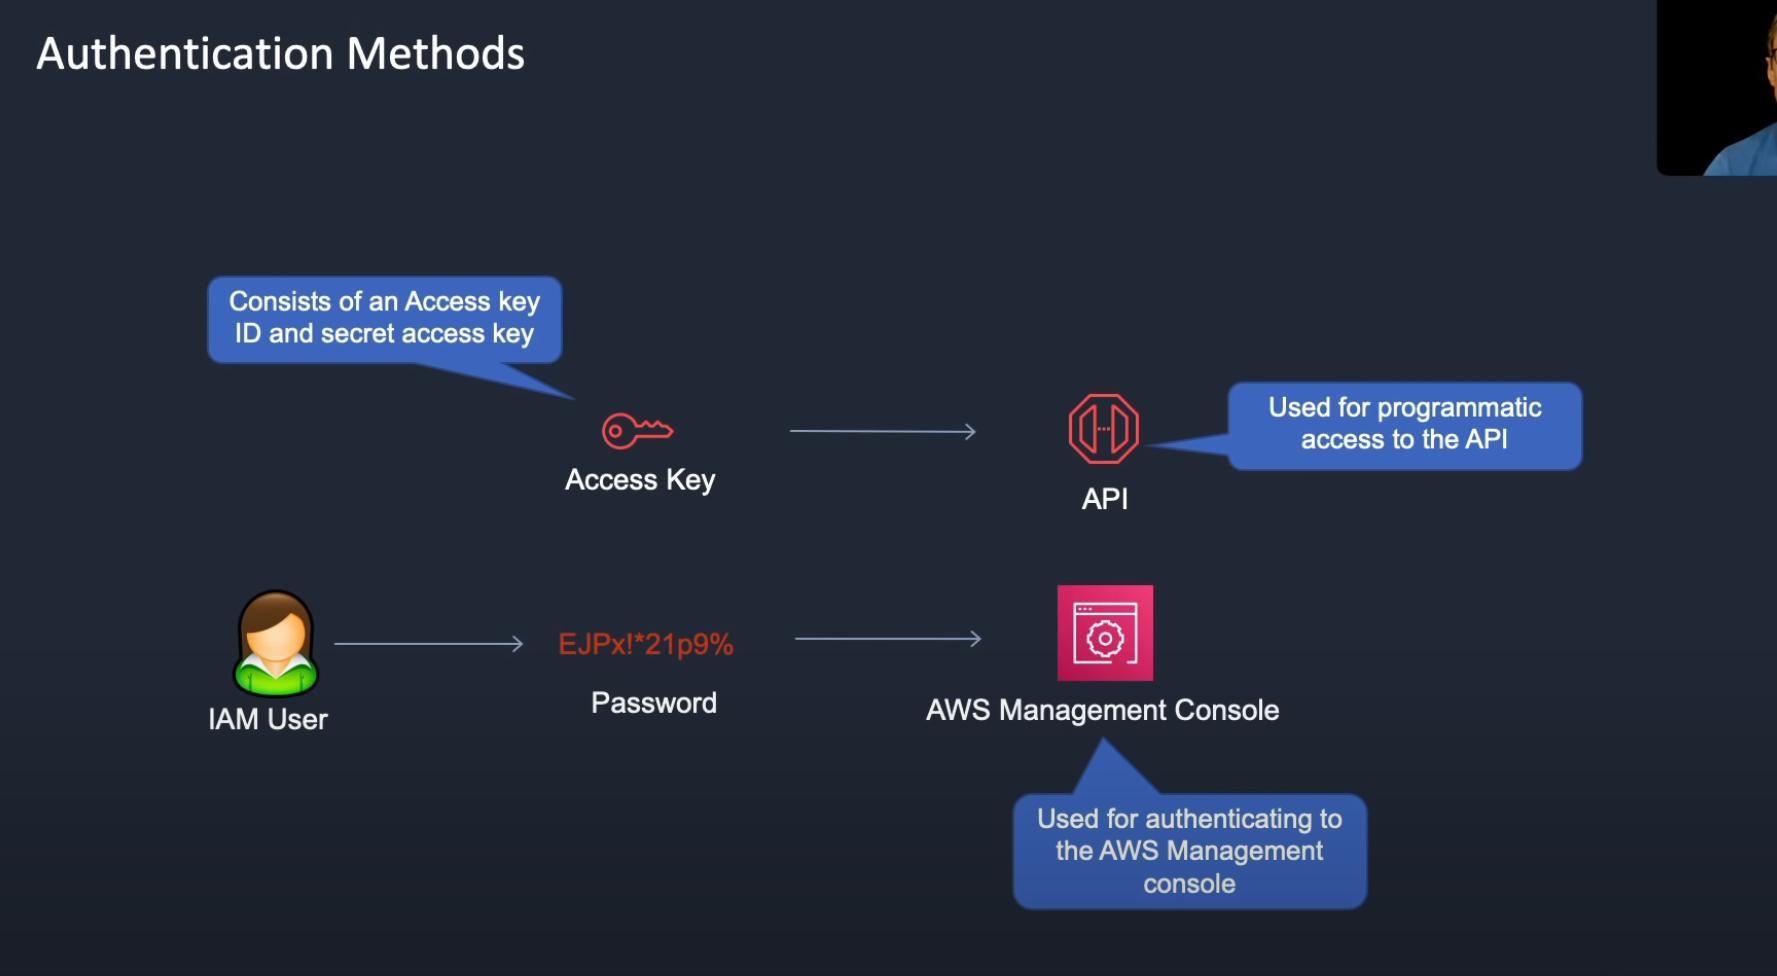 Authentication Methods
Consists of an Access key
ID and secret access key
Access Key
API
Used for programmatic
access to the API
IAM User
EJPx!*21p9%
Password
AWS Management Console
Used for authenticating to
the AWS Management
console